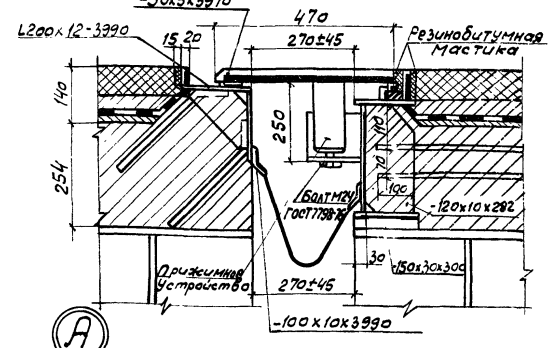 470
L200x12-3990
Резинобитумная
мастика
15 20
270±45
140
250
110
70
254
100
Болт М24
ГОСТ 7798-70
-120x10x282
30
-150x30x300
Прижимное
устройство
270±45
-100x10x3990
А